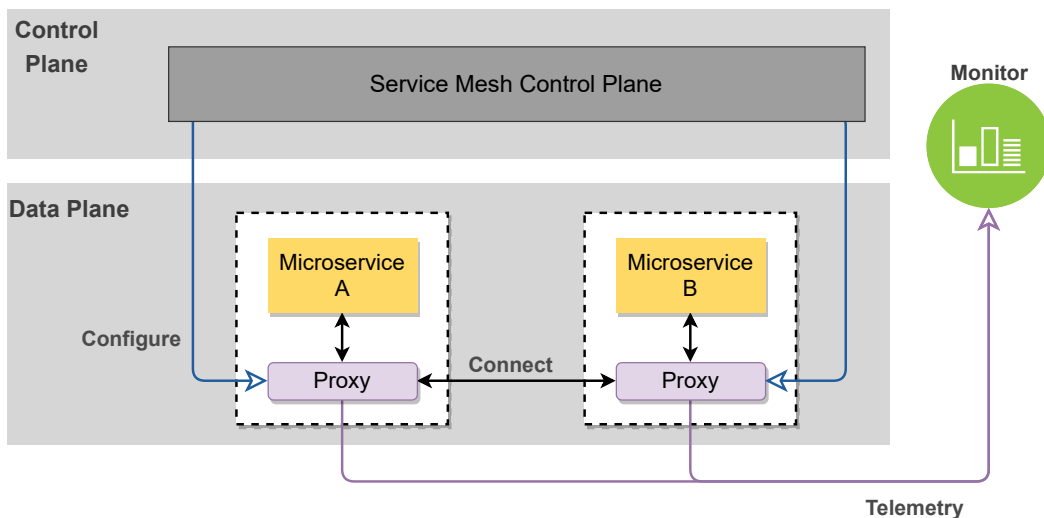 Control
Plane
Service Mesh Control Plane
Monitor
Data Plane
Microservice
A
Microservice
B
Configure
Connect
Proxy
Proxy
Telemetry